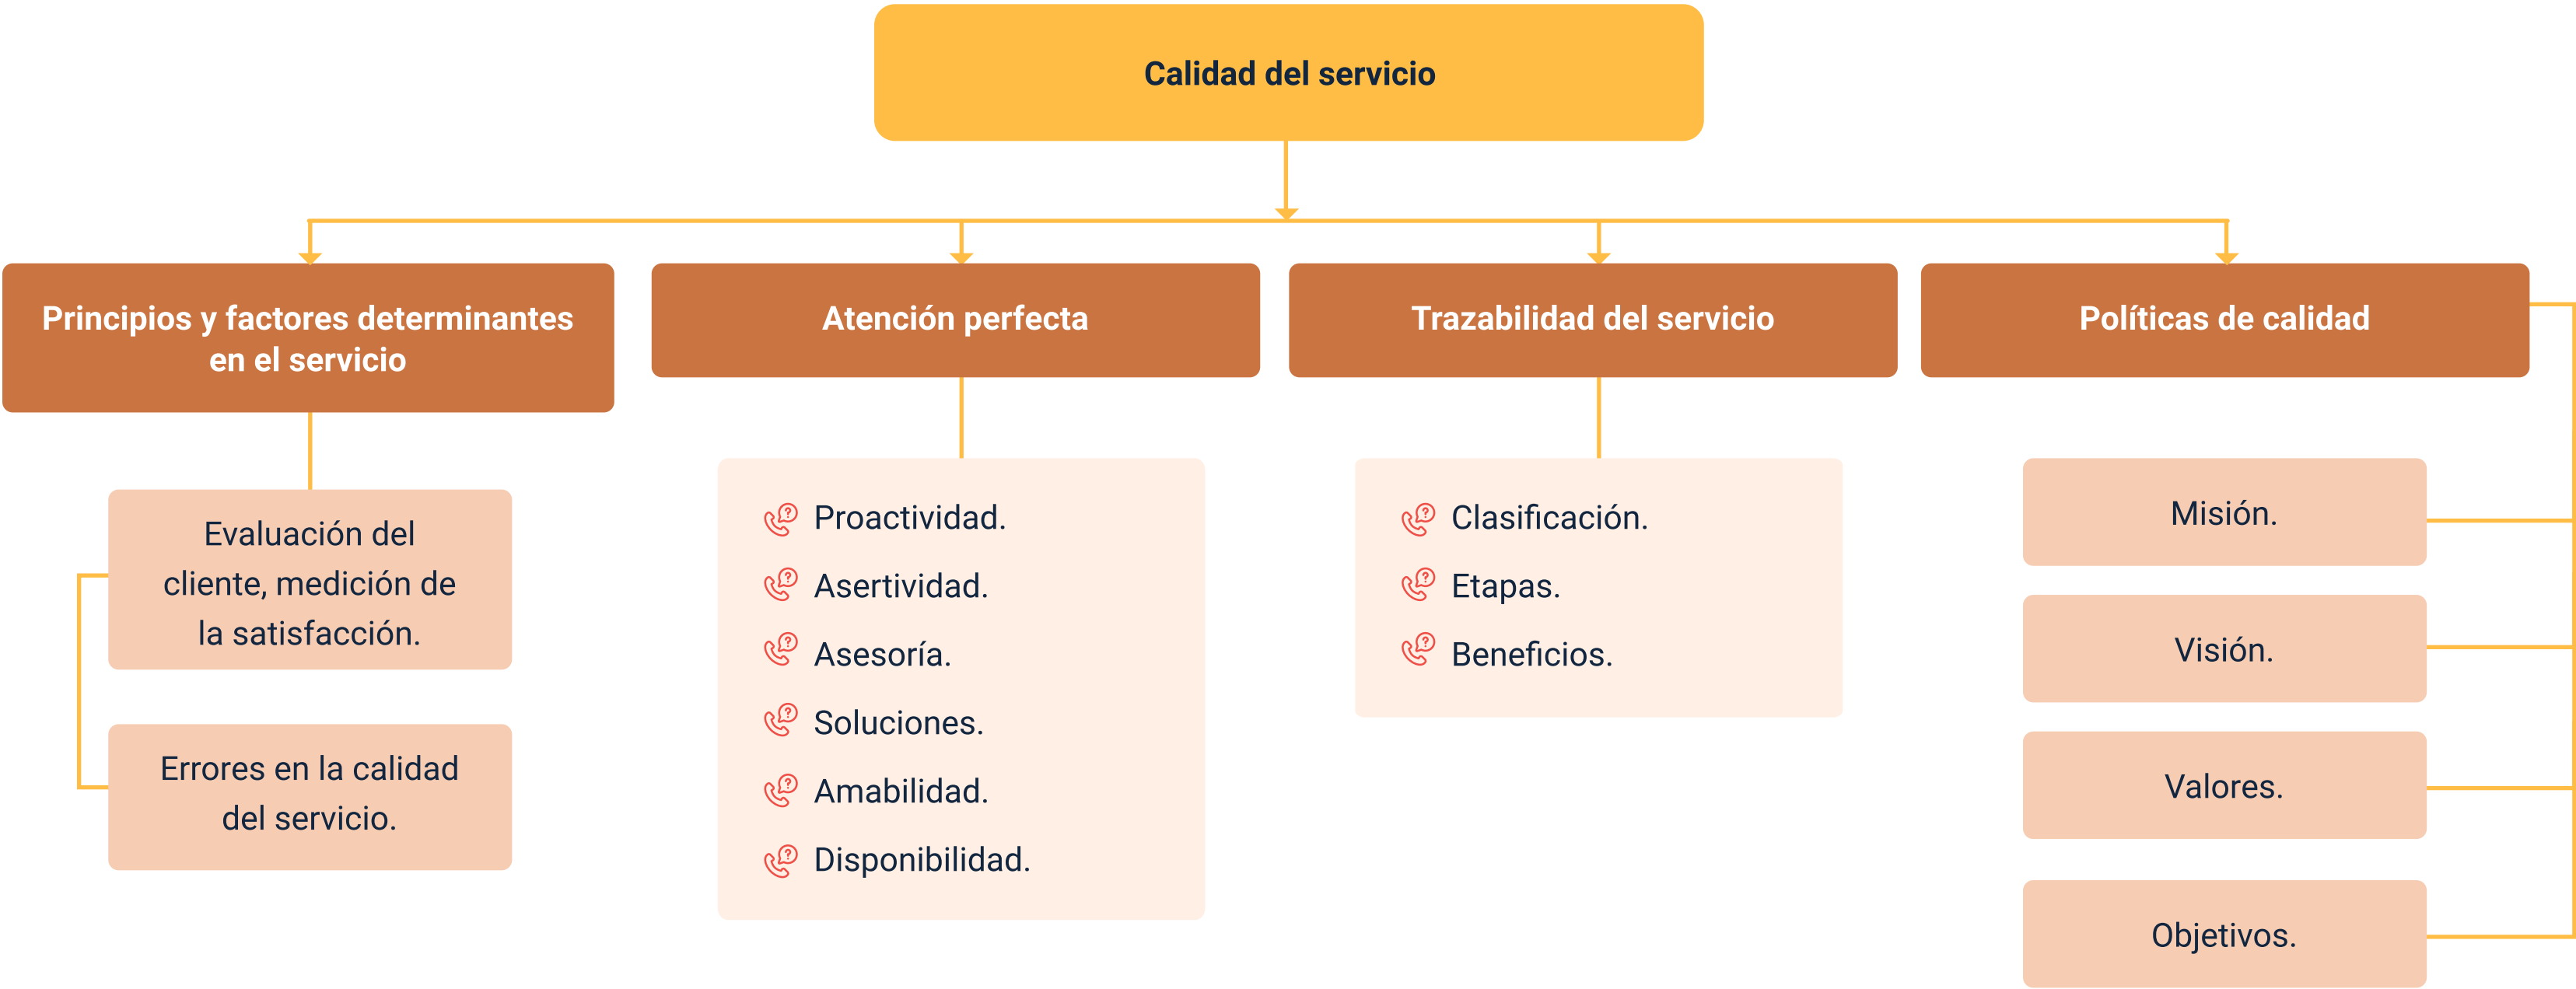 Calidad del servicio
Principios y factores determinantes
en el servicio
Evaluación del
cliente, medición de
la satisfacción.
Errores en la calidad
del servicio.
Atención perfecta
Proactividad.
Asertividad.
Asesoría.
Soluciones.
Amabilidad.
Disponibilidad.
Trazabilidad del servicio
Clasificación.
Etapas.
Beneficios.
Políticas de calidad
Misión.
Visión.
Valores.
Objetivos.